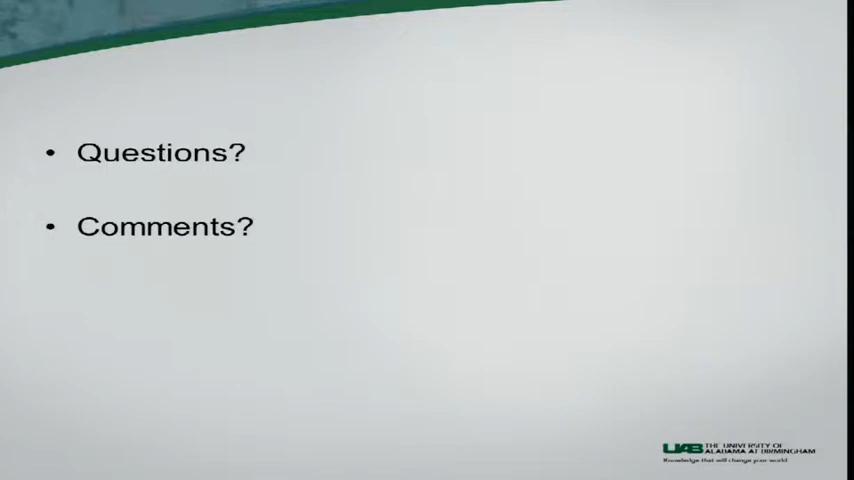 • Questions?
• Comments?
UAB THE UNIVERSITY OF
ALABAMA AT BIRMINGHAM
Knowledge that will change your world